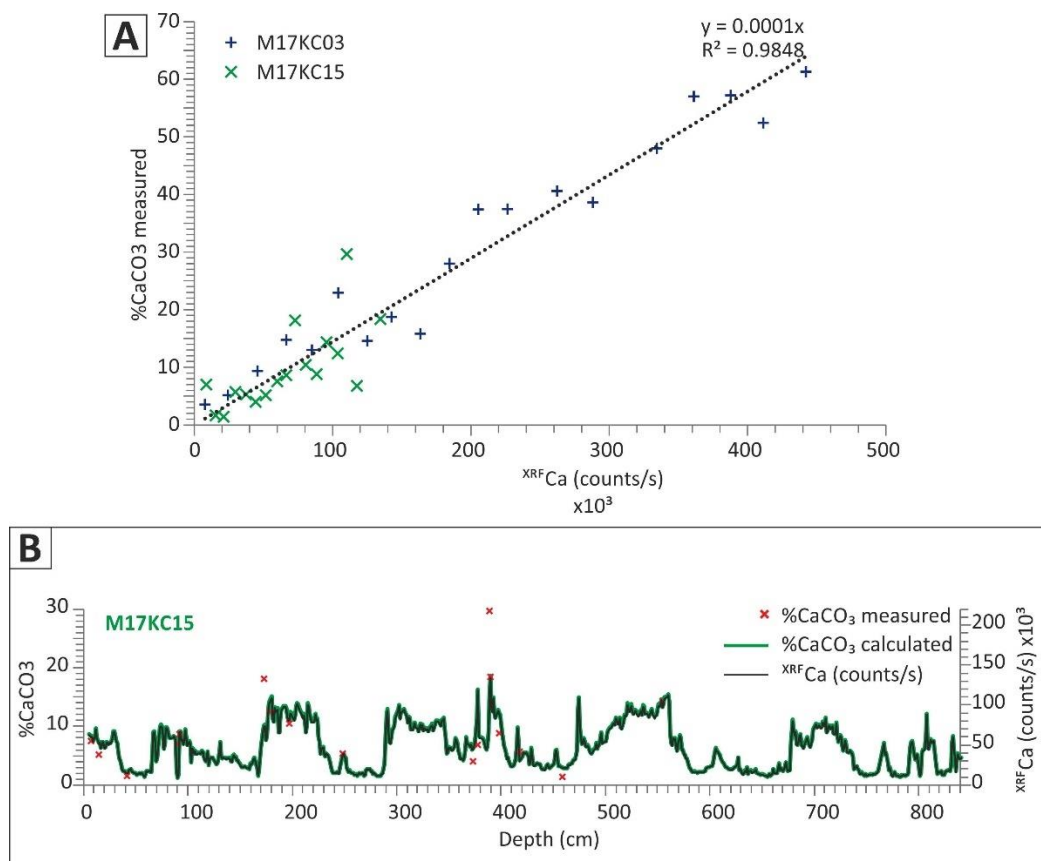 A
M17KC03
M17KC15
y = 0.0001x
R² = 0.9848
%CaCO3 measured
70
60
50
40
30
20
10
0
0 100 200 300 400 500
XRFCa (counts/s)
x10³
B
M17KC15
%CaCO₃ measured
%CaCO₃ calculated
XRFCa (counts/s)
%CaCO3
30
20
10
0
XRFCa (counts/s) x10³
200
150
100
50
0
0 100 200 300 400 500 600 700 800
Depth (cm)